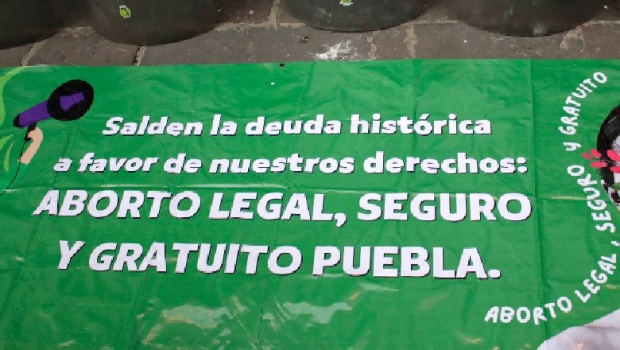 Salden la deuda histórica
a favor de nuestros derechos:
ABORTO LEGAL, SEGURO
Y GRATUITO PUEBLA.
ABORTO LEGAL, SEGURO Y GRATUITO